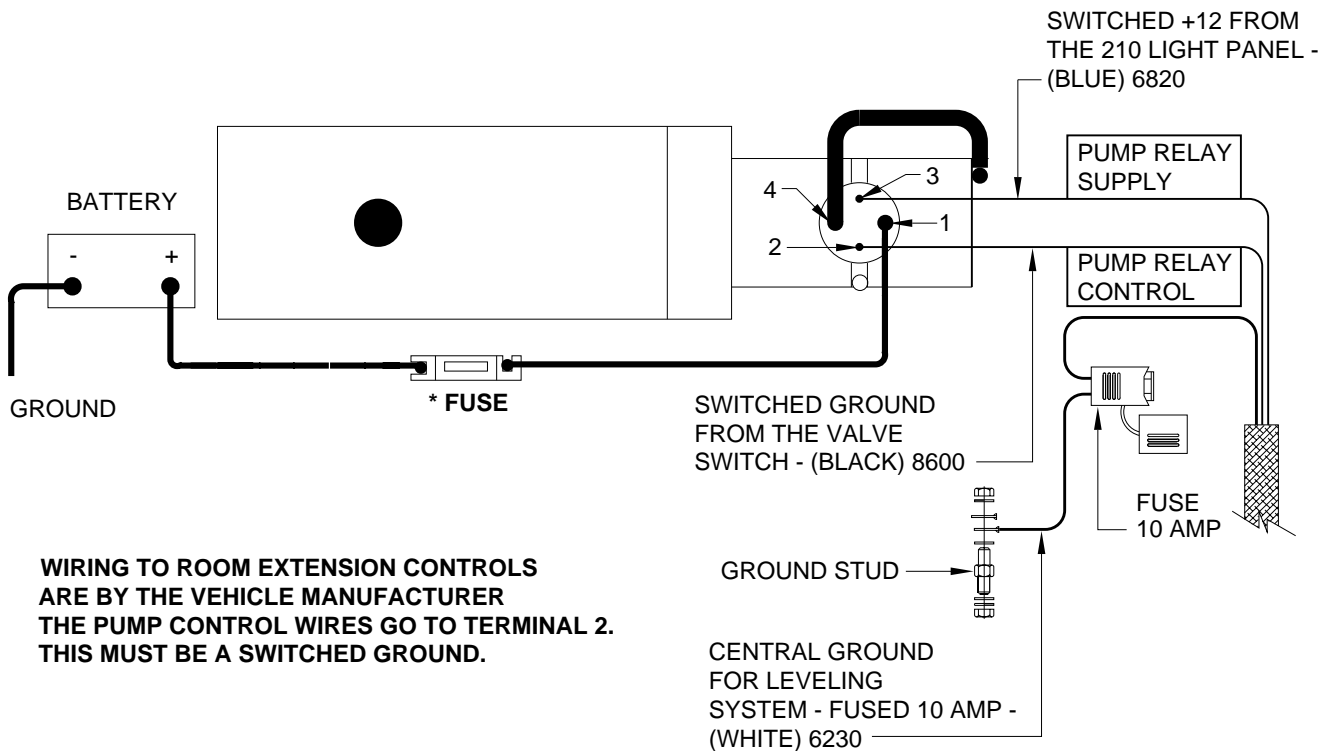 SWITCHED +12 FROM
THE 210 LIGHT PANEL -
(BLUE) 6820
PUMP RELAY
SUPPLY
3
4
1
2
BATTERY
-
+
PUMP RELAY
CONTROL
GROUND
* FUSE
SWITCHED GROUND
FROM THE VALVE
SWITCH - (BLACK) 8600
FUSE
10 AMP
GROUND STUD
WIRING TO ROOM EXTENSION CONTROLS
ARE BY THE VEHICLE MANUFACTURER
THE PUMP CONTROL WIRES GO TO TERMINAL 2.
THIS MUST BE A SWITCHED GROUND.
CENTRAL GROUND
FOR LEVELING
SYSTEM - FUSED 10 AMP -
(WHITE) 6230